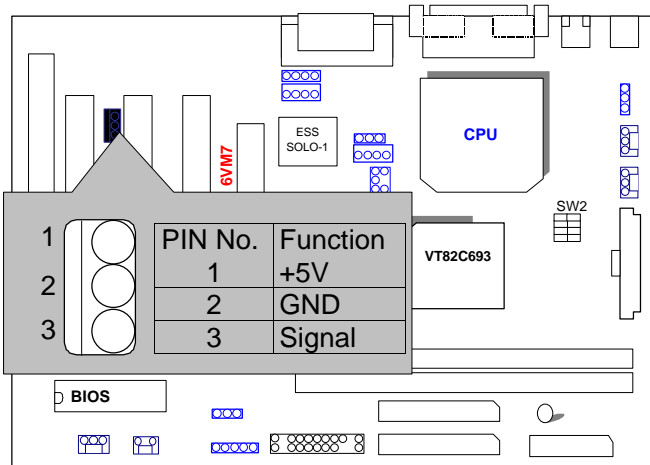 ESS
SOLO-1
CPU
6VM7
SW2
VT82C693
PIN No. Function
1 1 +5V
2 2 GND
3 3 Signal
BIOS